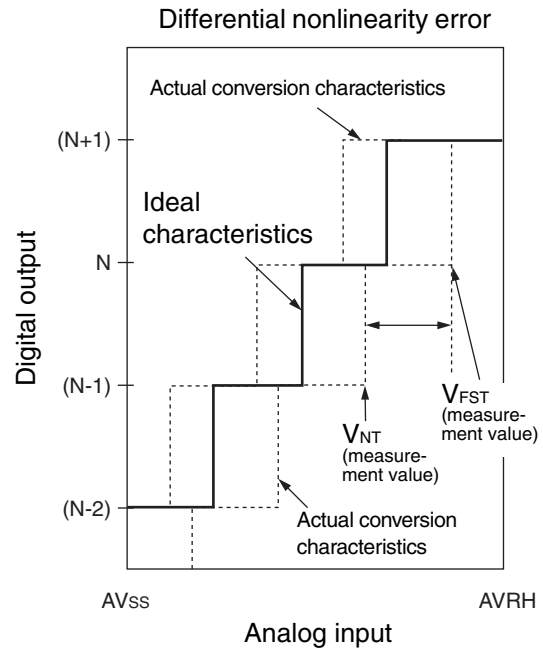 Differential nonlinearity error
Actual conversion characteristics
(N+1)
Ideal
characteristics
N
Digital output
(N-1)
VFST
(measure-
ment value)
VNT
(measure-
ment value)
(N-2)
Actual conversion
characteristics
AVSS
AVRH
Analog input